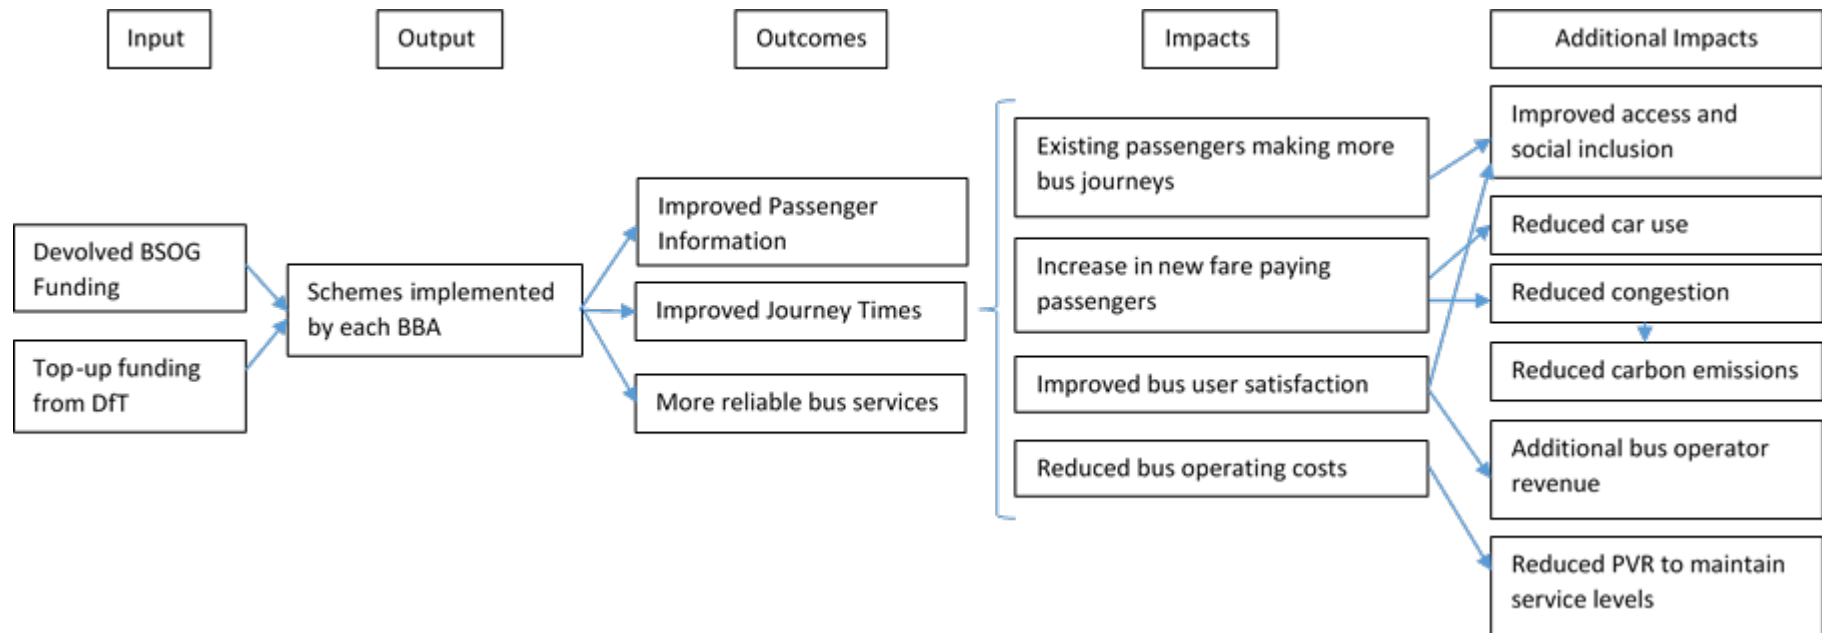 Input
Output
Outcomes
Impacts
Additional Impacts
Devolved BSOG
Funding
Top-up funding
from DfT
Schemes implemented
by each BBA
Improved Passenger
Information
Improved Journey Times
More reliable bus services
Existing passengers making more
bus journeys
Increase in new fare paying
passengers
Improved bus user satisfaction
Reduced bus operating costs
Improved access and
social inclusion
Reduced car use
Reduced congestion
Reduced carbon emissions
Additional bus operator
revenue
Reduced PVR to maintain
service levels